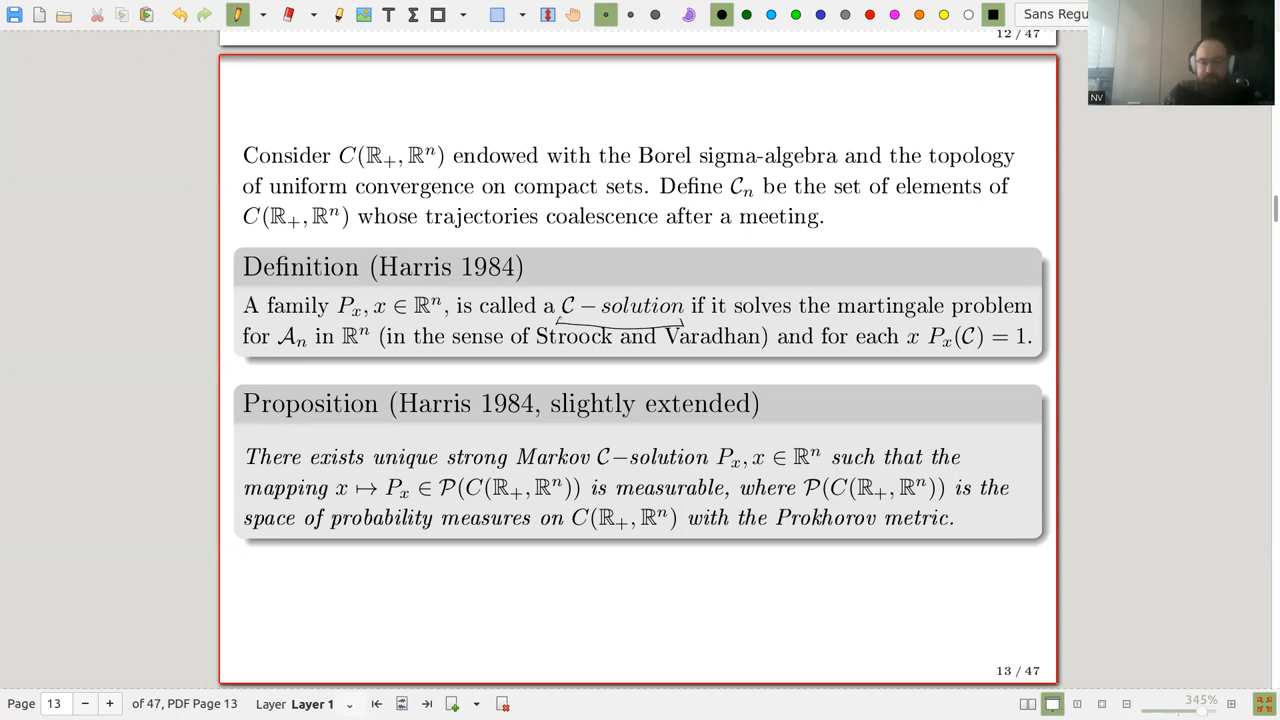 Sans Regu
12 / 47
NV
Consider C(ℝ₊, ℝⁿ) endowed with the Borel sigma-algebra and the topology
of uniform convergence on compact sets. Define 𝒞ₙ be the set of elements of
C(ℝ₊, ℝⁿ) whose trajectories coalescence after a meeting.
Definition (Harris 1984)
A family Pₓ, x ∈ ℝⁿ, is called a 𝒞 − solution if it solves the martingale problem
for 𝒜ₙ in ℝⁿ (in the sense of Stroock and Varadhan) and for each x Pₓ(𝒞) = 1.
Proposition (Harris 1984, slightly extended)
There exists unique strong Markov 𝒞−solution Pₓ, x ∈ ℝⁿ such that the
mapping x ↦ Pₓ ∈ 𝒫(C(ℝ₊, ℝⁿ)) is measurable, where 𝒫(C(ℝ₊, ℝⁿ)) is the
space of probability measures on C(ℝ₊, ℝⁿ) with the Prokhorov metric.
13 / 47
Page 13 of 47, PDF Page 13 Layer Layer 1 345%